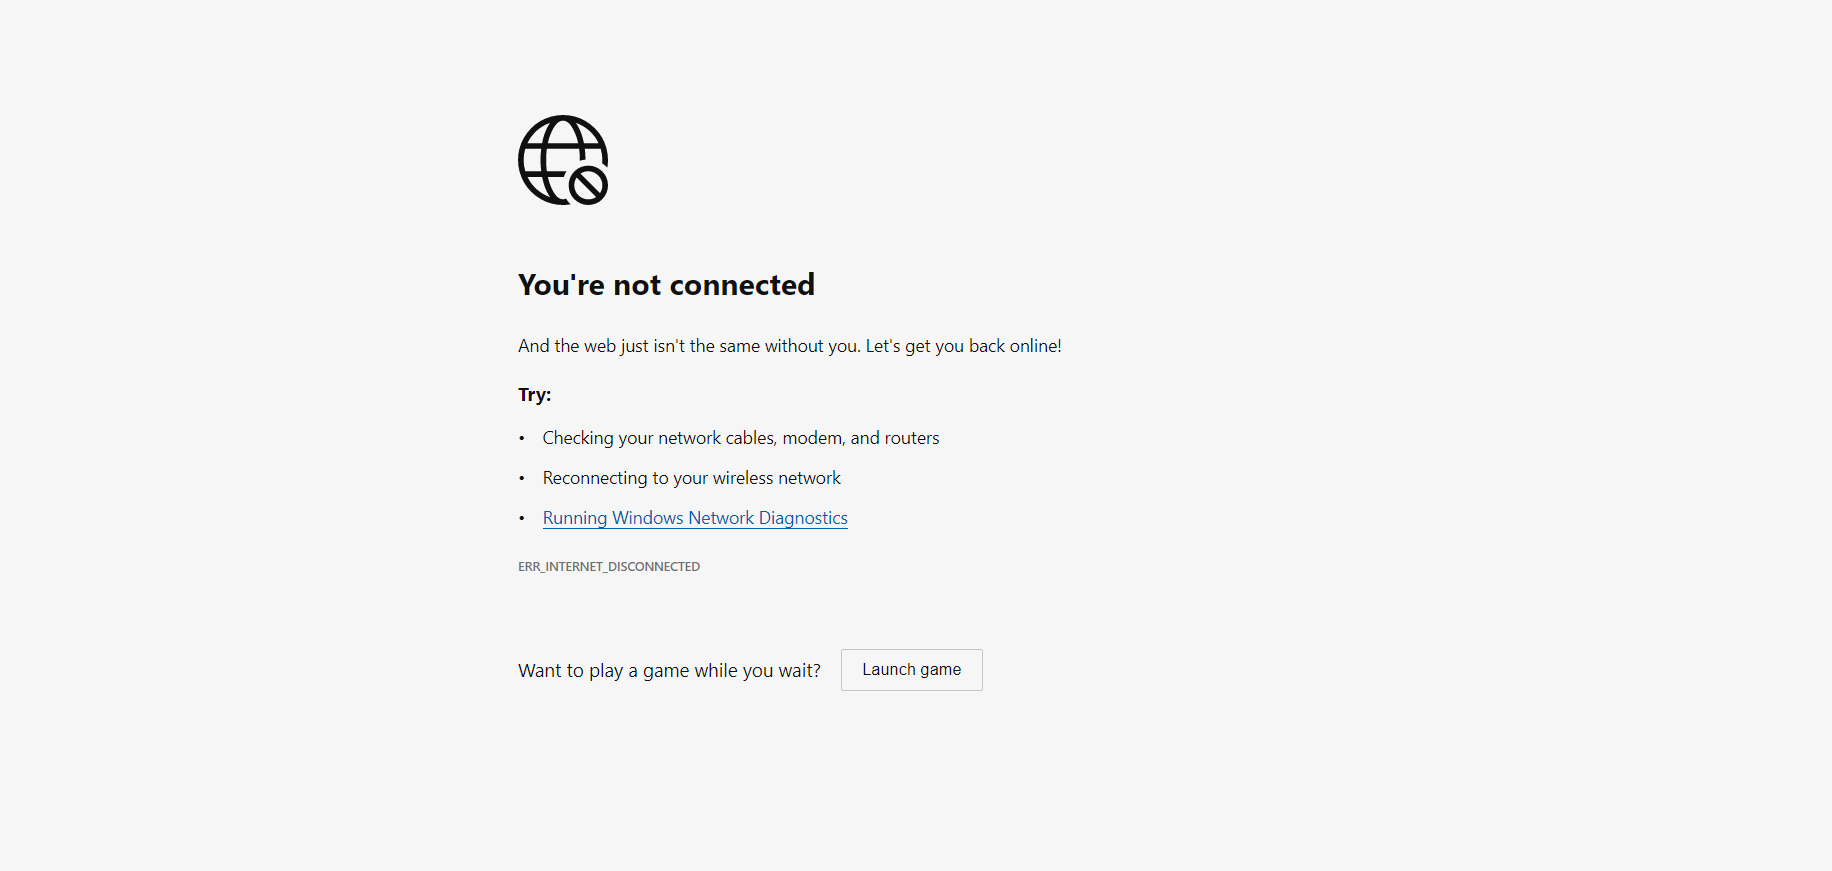 You're not connected
And the web just isn't the same without you. Let's get you back online!
Try:
• Checking your network cables, modem, and routers
• Reconnecting to your wireless network
• Running Windows Network Diagnostics
ERR_INTERNET_DISCONNECTED
Want to play a game while you wait? Launch game